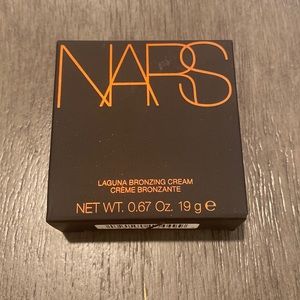 NARS
LAGUNA BRONZING CREAM
CRÈME BRONZANTE
NET WT. 0.67 Oz. 19 g e